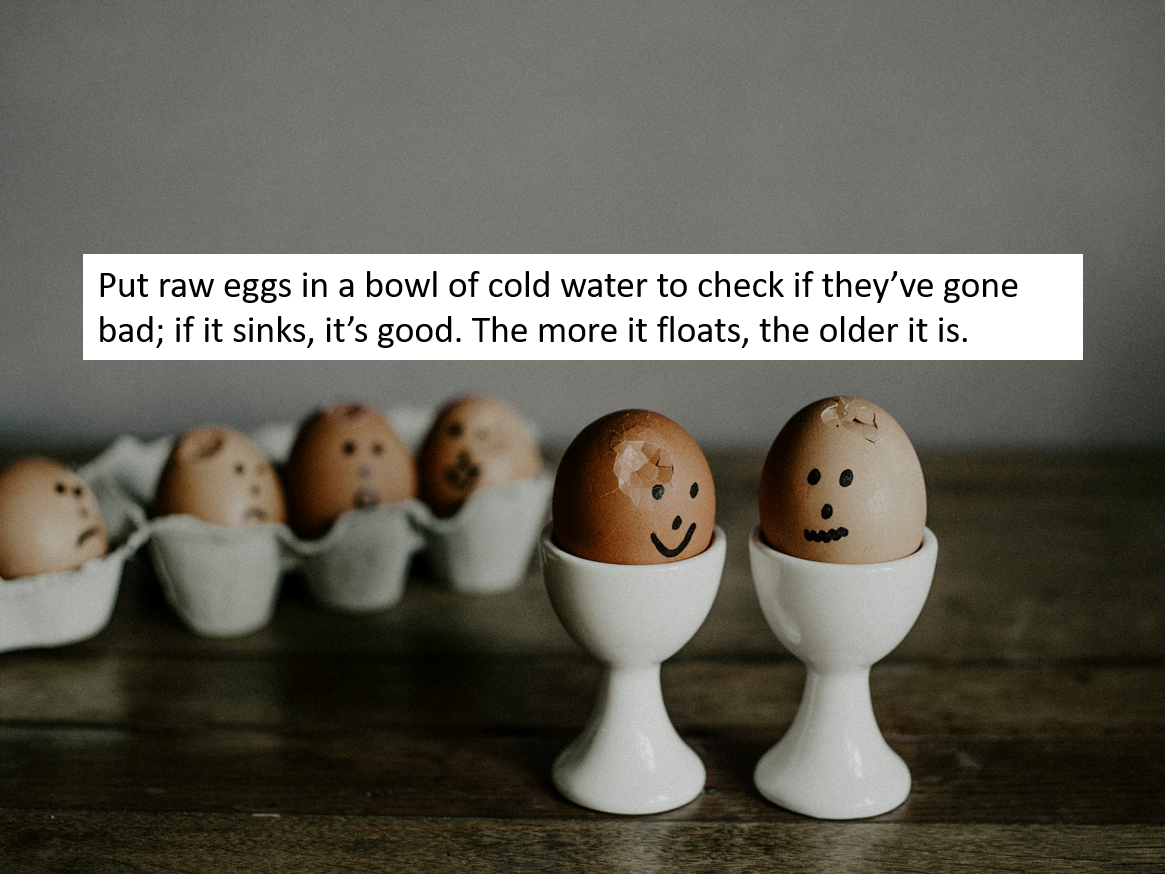 Put raw eggs in a bowl of cold water to check if they’ve gone
bad; if it sinks, it’s good. The more it floats, the older it is.